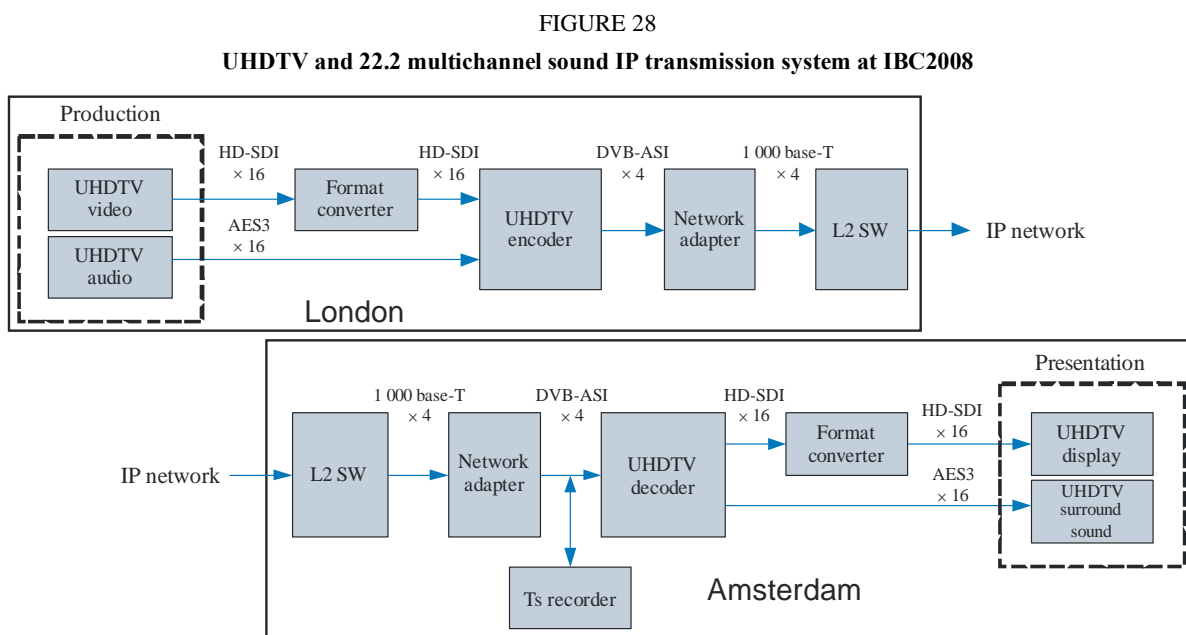 FIGURE 28
UHDTV and 22.2 multichannel sound IP transmission system at IBC2008
Production
HD-SDI
× 16
HD-SDI
× 16
DVB-ASI
× 4
1 000 base-T
× 4
UHDTV
video
Format
converter
AES3
× 16
UHDTV
audio
UHDTV
encoder
Network
adapter
L2 SW
IP network
London
Presentation
1 000 base-T
× 4
DVB-ASI
× 4
HD-SDI
× 16
HD-SDI
× 16
IP network
L2 SW
Network
adapter
UHDTV
decoder
Format
converter
UHDTV
display
AES3
× 16
UHDTV
surround
sound
Ts recorder
Amsterdam